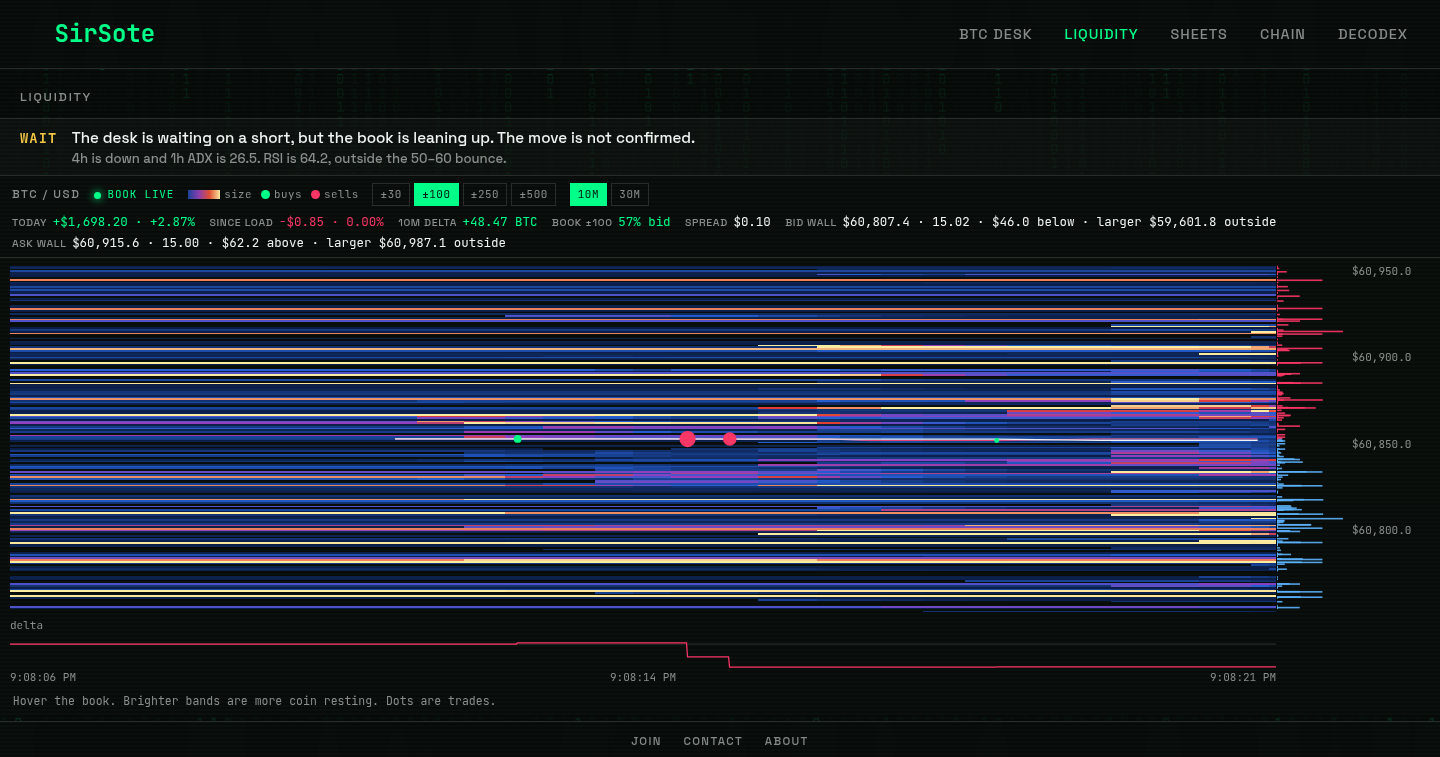 SirSote
BTC DESK LIQUIDITY SHEETS CHAIN DECODEX
LIQUIDITY
WAIT The desk is waiting on a short, but the book is leaning up. The move is not confirmed.
4h is down and 1h ADX is 26.5. RSI is 64.2, outside the 50–60 bounce.
BTC / USD BOOK LIVE size buys sells ±30 ±100 ±250 ±500 10M 30M
TODAY +$1,698.20 · +2.87% SINCE LOAD -$0.85 · 0.00% 10M DELTA +48.47 BTC BOOK ±100 57% bid SPREAD $0.10 BID WALL $60,807.4 · 15.02 · $46.0 below · larger $59,601.8 outside
ASK WALL $60,915.6 · 15.00 · $62.2 above · larger $60,987.1 outside
$60,950.0
$60,900.0
$60,850.0
$60,800.0
delta
9:08:06 PM 9:08:14 PM 9:08:21 PM
Hover the book. Brighter bands are more coin resting. Dots are trades.
JOIN CONTACT ABOUT